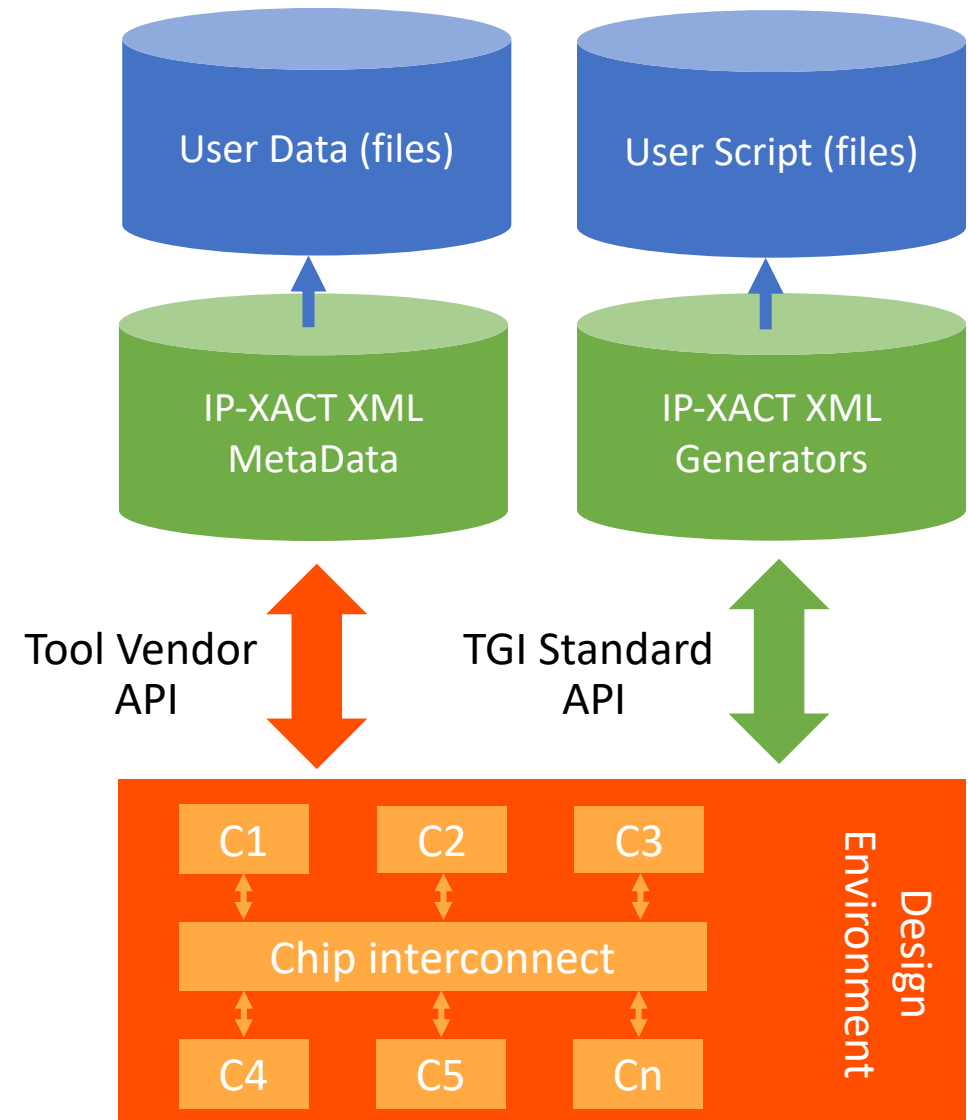 User Data (files)
User Script (files)
IP-XACT XML
MetaData
IP-XACT XML
Generators
Tool Vendor
API
TGI Standard
API
C1
C2
C3
Chip interconnect
C4
C5
Cn
Design
Environment